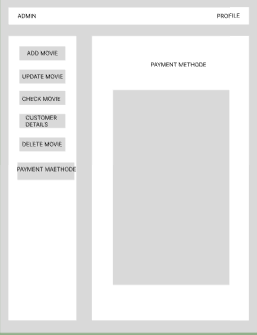 ADMIN
PROFILE
ADD MOVIE
UPDATE MOVIE
CHECK MOVIE
CUSTOMER
DETAILS
DELETE MOVIE
PAYMENT MAETHODE
PAYMENT METHODE